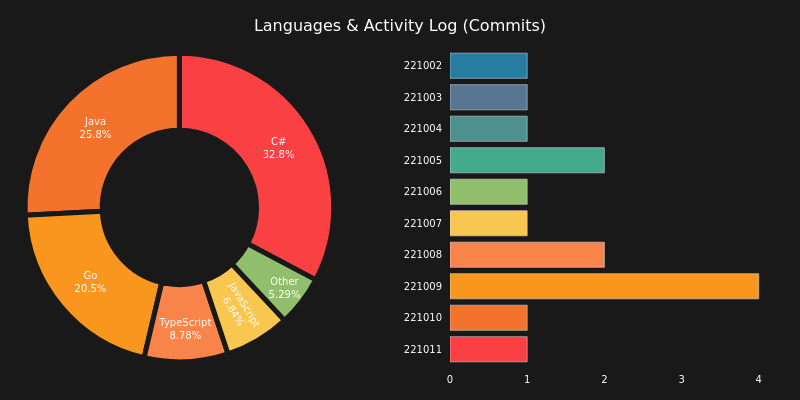 Languages & Activity Log (Commits)
C#
32.8%
Java
25.8%
Go
20.5%
TypeScript
8.78%
JavaScript
6.84%
Other
5.29%
221002
221003
221004
221005
221006
221007
221008
221009
221010
221011
0 1 2 3 4